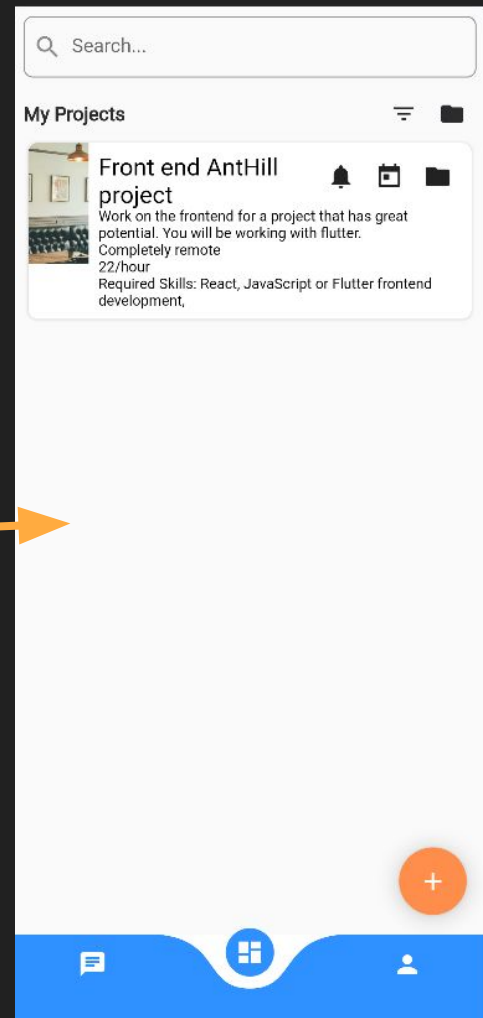 Search...
My Projects
Front end AntHill
project
Work on the frontend for a project that has great
potential. You will be working with flutter.
Completely remote
22/hour
Required Skills: React, JavaScript or Flutter frontend
development,